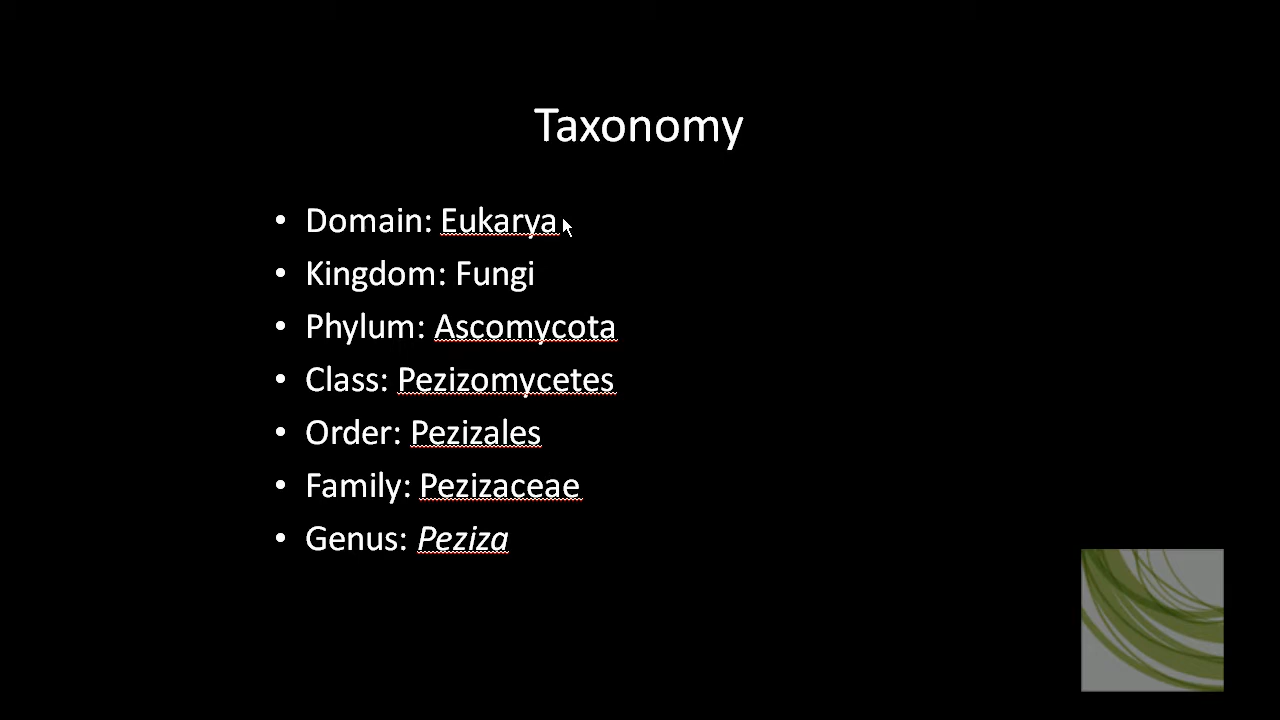 Taxonomy
• Domain: Eukarya
• Kingdom: Fungi
• Phylum: Ascomycota
• Class: Pezizomycetes
• Order: Pezizales
• Family: Pezizaceae
• Genus: Peziza